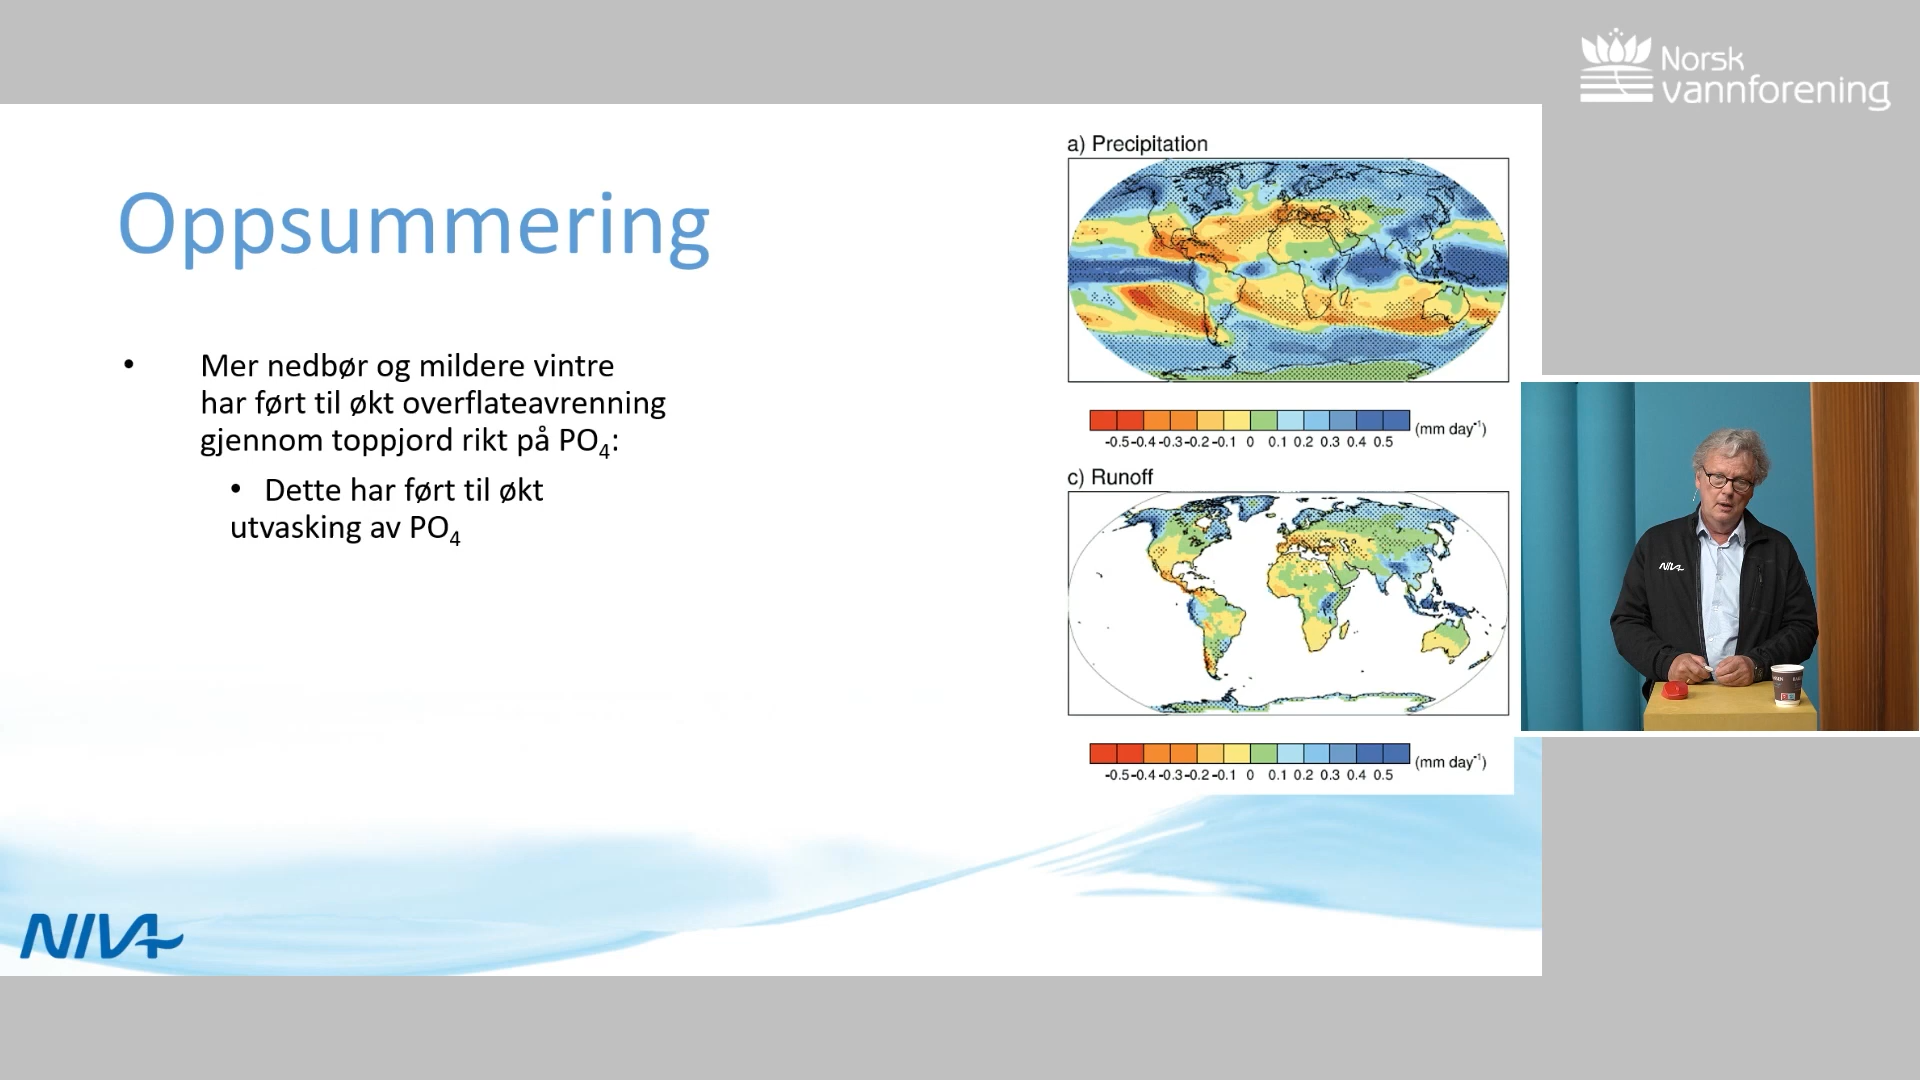 Norsk
vannforening
Oppsummering
• Mer nedbør og mildere vintre
har ført til økt overflateavrenning
gjennom toppjord rikt på PO₄:
• Dette har ført til økt
utvasking av PO₄
a) Precipitation
-0.5 -0.4 -0.3 -0.2 -0.1 0 0.1 0.2 0.3 0.4 0.5 (mm day⁻¹)
c) Runoff
-0.5 -0.4 -0.3 -0.2 -0.1 0 0.1 0.2 0.3 0.4 0.5 (mm day⁻¹)
NIVA
NIVA